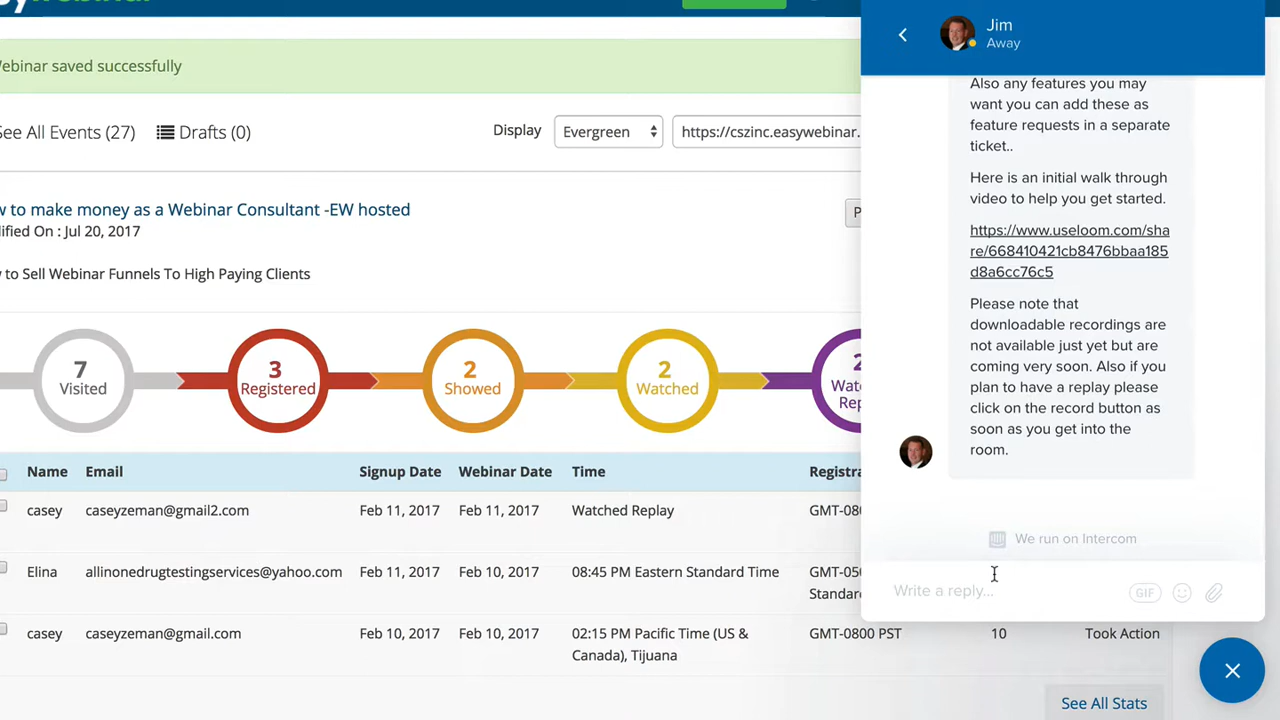 Jim
Away
Webinar saved successfully
See All Events (27)
Drafts (0)
Display
Evergreen
https://cszinc.easywebinar.
w to make money as a Webinar Consultant -EW hosted
ified On : Jul 20, 2017
w to Sell Webinar Funnels To High Paying Clients
7
Visited
3
Registered
2
Showed
2
Watched
Name Email Signup Date Webinar Date Time
casey caseyzeman@gmail2.com Feb 11, 2017 Feb 11, 2017 Watched Replay GMT-080
Elina allinonedrugtestingservices@yahoo.com Feb 11, 2017 Feb 10, 2017 08:45 PM Eastern Standard Time GMT-050
Standar
casey caseyzeman@gmail.com Feb 10, 2017 Feb 10, 2017 02:15 PM Pacific Time (US & GMT-0800 PST 10 Took Action
Canada), Tijuana
See All Stats
Also any features you may
want you can add these as
feature requests in a separate
ticket..
Here is an initial walk through
video to help you get started.
https://www.useloom.com/sha
re/668410421cb8476bbaa185
d8a6cc76c5
Please note that
downloadable recordings are
not available just yet but are
coming very soon. Also if you
plan to have a replay please
click on the record button as
soon as you get into the
room.
We run on Intercom
Write a reply...
GIF